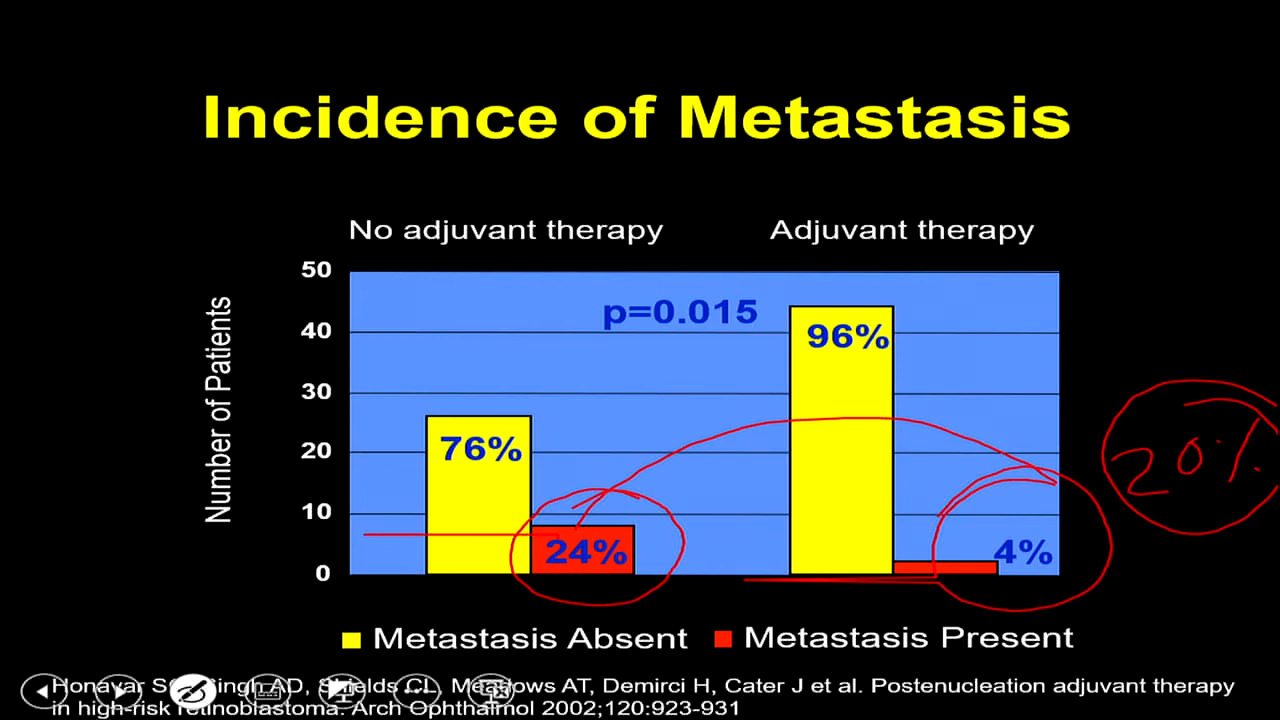 Incidence of Metastasis
No adjuvant therapy Adjuvant therapy
Number of Patients
50
40
30
20
10
0
p=0.015
76%
24%
96%
4%
20%
Metastasis Absent Metastasis Present
Honavar Singh AD, Shields CL, Meadows AT, Demirci H, Cater J et al. Postenucleation adjuvant therapy
in high-risk retinoblastoma. Arch Ophthalmol 2002;120:923-931